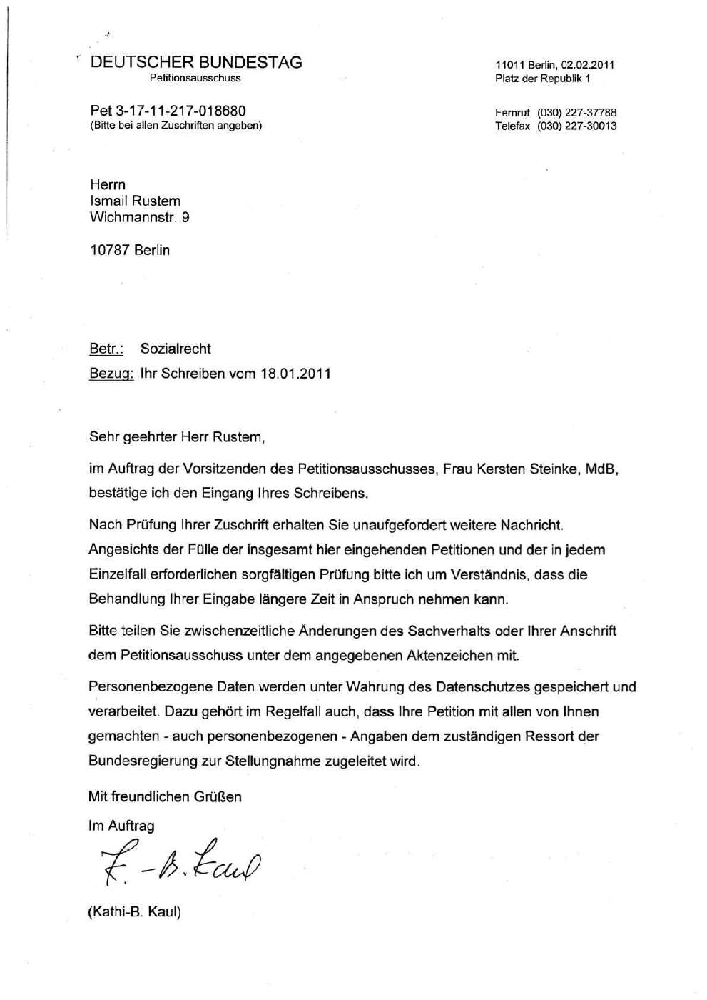 DEUTSCHER BUNDESTAG
Petitionsausschuss
11011 Berlin, 02.02.2011
Platz der Republik 1
Pet 3-17-11-217-018680
(Bitte bei allen Zuschriften angeben)
Fernruf (030) 227-37788
Telefax (030) 227-30013
Herrn
Ismail Rustem
Wichmannstr. 9
10787 Berlin
Betr.: Sozialrecht
Bezug: Ihr Schreiben vom 18.01.2011
Sehr geehrter Herr Rustem,
im Auftrag der Vorsitzenden des Petitionsausschusses, Frau Kersten Steinke, MdB,
bestätige ich den Eingang Ihres Schreibens.
Nach Prüfung Ihrer Zuschrift erhalten Sie unaufgefordert weitere Nachricht.
Angesichts der Fülle der insgesamt hier eingehenden Petitionen und der in jedem
Einzelfall erforderlichen sorgfältigen Prüfung bitte ich um Verständnis, dass die
Behandlung Ihrer Eingabe längere Zeit in Anspruch nehmen kann.
Bitte teilen Sie zwischenzeitliche Änderungen des Sachverhalts oder Ihrer Anschrift
dem Petitionsausschuss unter dem angegebenen Aktenzeichen mit.
Personenbezogene Daten werden unter Wahrung des Datenschutzes gespeichert und
verarbeitet. Dazu gehört im Regelfall auch, dass Ihre Petition mit allen von Ihnen
gemachten - auch personenbezogenen - Angaben dem zuständigen Ressort der
Bundesregierung zur Stellungnahme zugeleitet wird.
Mit freundlichen Grüßen
Im Auftrag
K.-B. Kaul
(Kathi-B. Kaul)